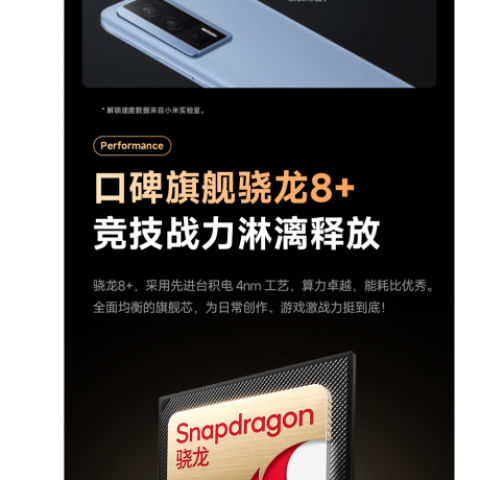 * 解锁速度数据来自小米实验室。
Performance
口碑旗舰骁龙8+
竞技战力淋漓释放
骁龙8+，采用先进台积电 4nm 工艺，算力卓越，能耗比优秀。
全面均衡的旗舰芯，为日常创作、游戏激战力挺到底！
Snapdragon
骁龙